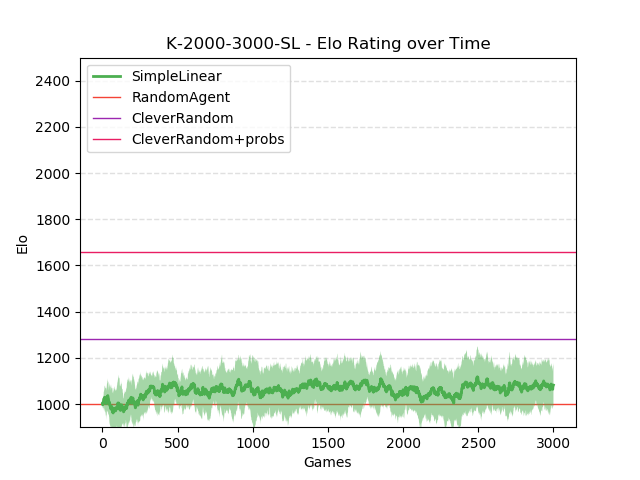 K-2000-3000-SL - Elo Rating over Time
SimpleLinear
RandomAgent
CleverRandom
CleverRandom+probs
2400
2200
2000
1800
1600
1400
1200
1000
Elo
0
500
1000
1500
2000
2500
3000
Games